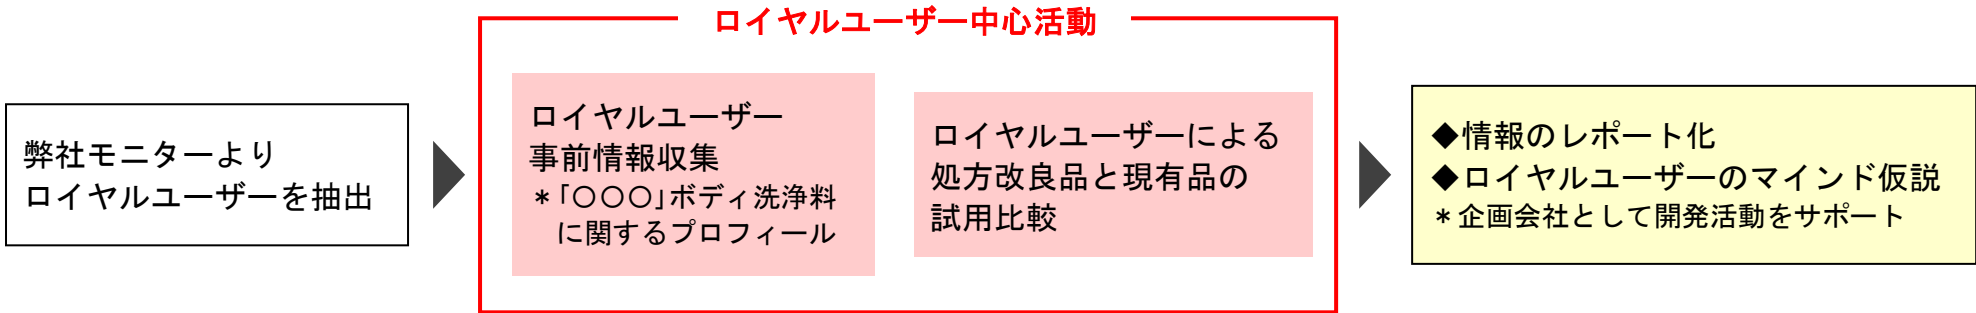 ロイヤルユーザー中心活動
弊社モニターより
ロイヤルユーザーを抽出
ロイヤルユーザー
事前情報収集
＊「〇〇〇」ボディ洗浄料
に関するプロフィール
ロイヤルユーザーによる
処方改良品と現有品の
試用比較
◆情報のレポート化
◆ロイヤルユーザーのマインド仮説
＊企画会社として開発活動をサポート